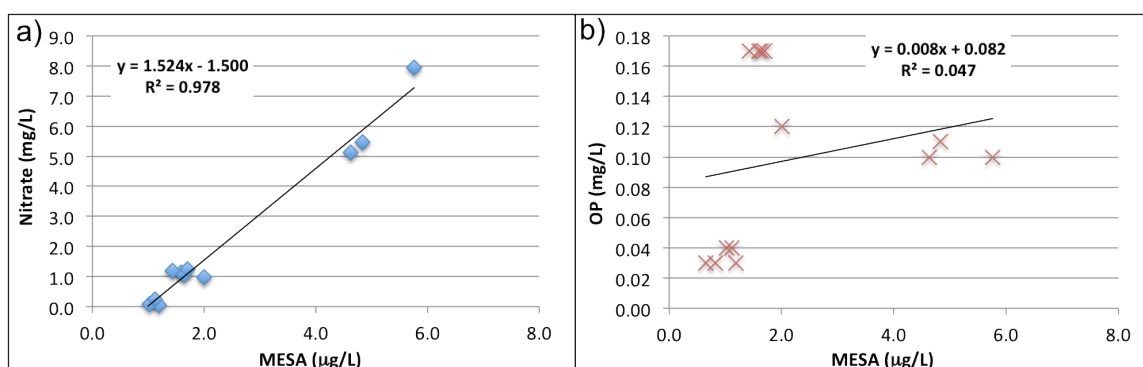 a)
9.0
8.0
7.0
6.0
5.0
4.0
3.0
2.0
1.0
0.0
Nitrate (mg/L)
y = 1.524x - 1.500
R² = 0.978
0.0 2.0 4.0 6.0 8.0
MESA (µg/L)
b)
0.18
0.16
0.14
0.12
0.10
0.08
0.06
0.04
0.02
0.00
OP (mg/L)
y = 0.008x + 0.082
R² = 0.047
0.0 2.0 4.0 6.0 8.0
MESA (µg/L)